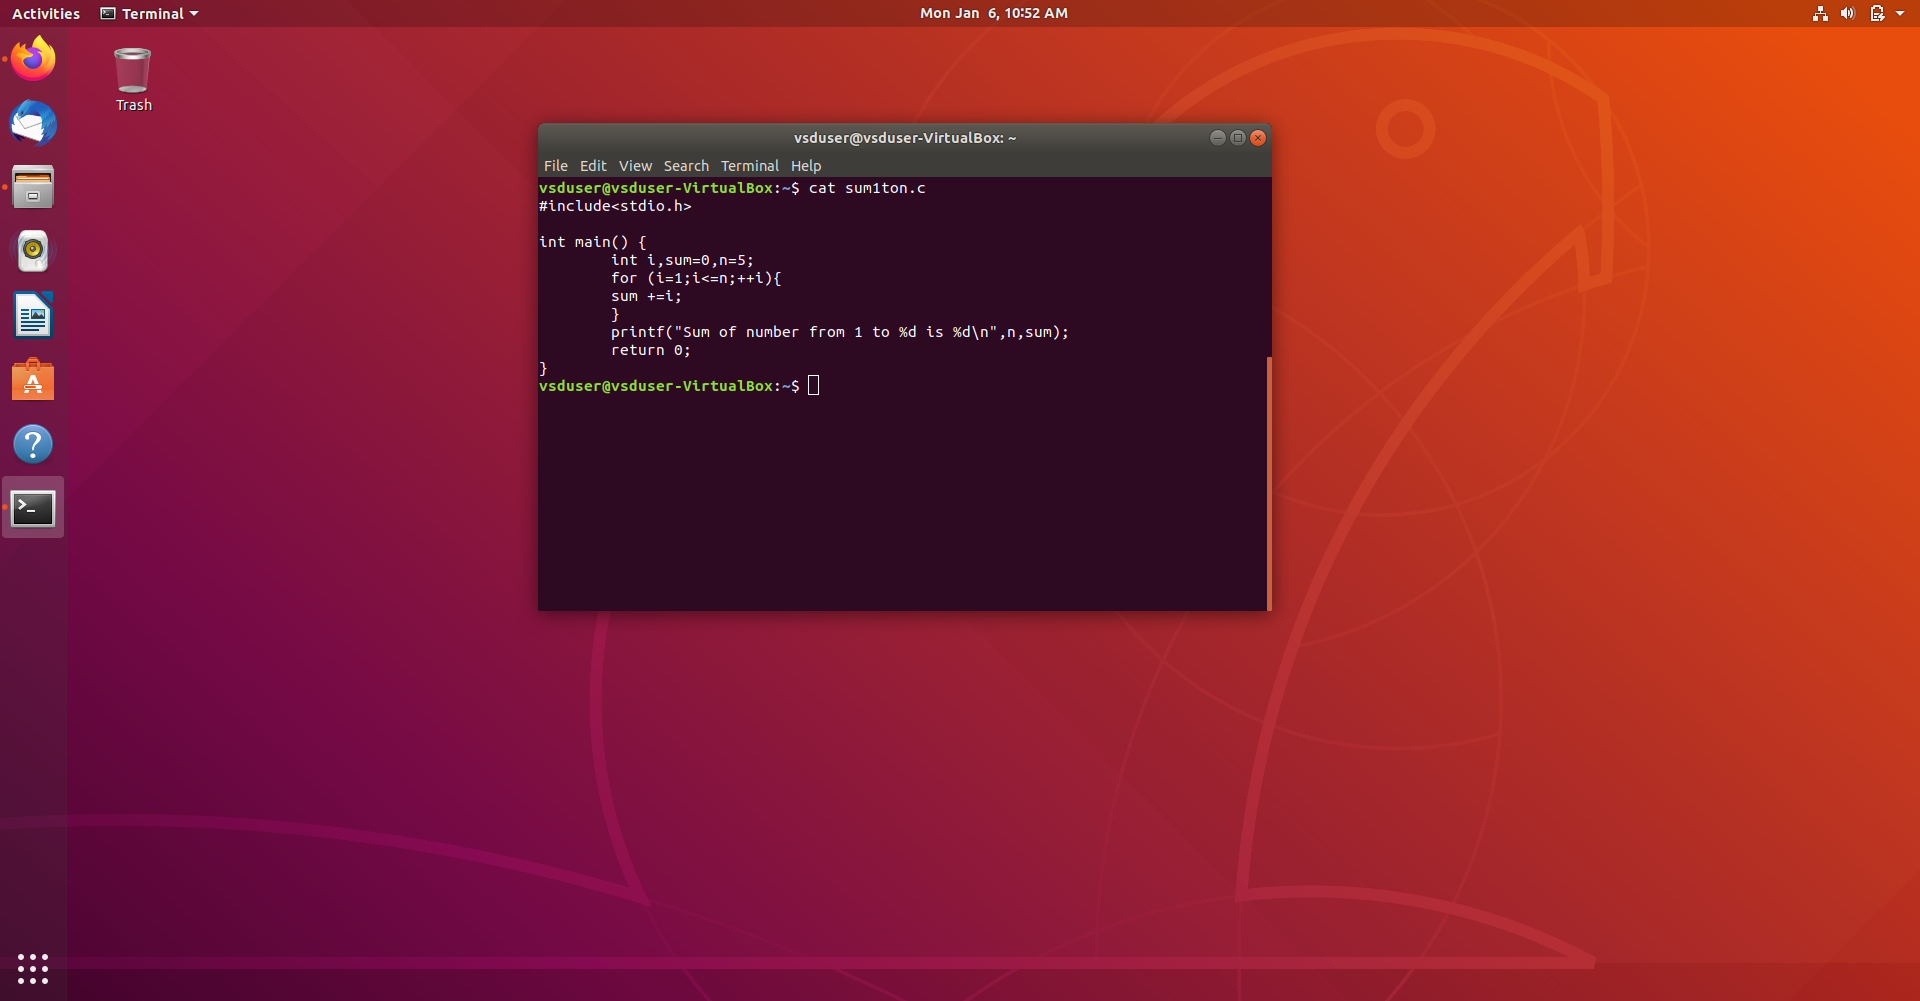 Activities Terminal Mon Jan 6, 10:52 AM
Trash
vsduser@vsduser-VirtualBox: ~
File Edit View Search Terminal Help
vsduser@vsduser-VirtualBox:~$ cat sum1ton.c
#include<stdio.h>
int main() {
        int i,sum=0,n=5;
        for (i=1;i<=n;++i){
        sum +=i;
        }
        printf("Sum of number from 1 to %d is %d\n",n,sum);
        return 0;
}
vsduser@vsduser-VirtualBox:~$